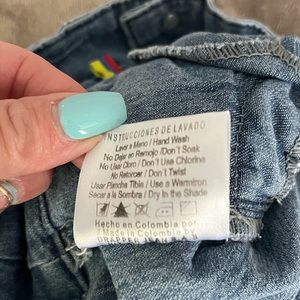 INSTRUCCIONES DE LAVADO
Lavar a Mano / Hand Wash
No Dejar en Remojo / Don´t Soak
No Usar Cloro / Don´t Use Chlorine
No Retorcer / Don´t Twist
Usar Plancha Tibia / Use a Warmiron
Secar a la Sombra / Dry in the Shade
Hecho en Colombia por
Made in Colombia by
DRAPPER JEAN